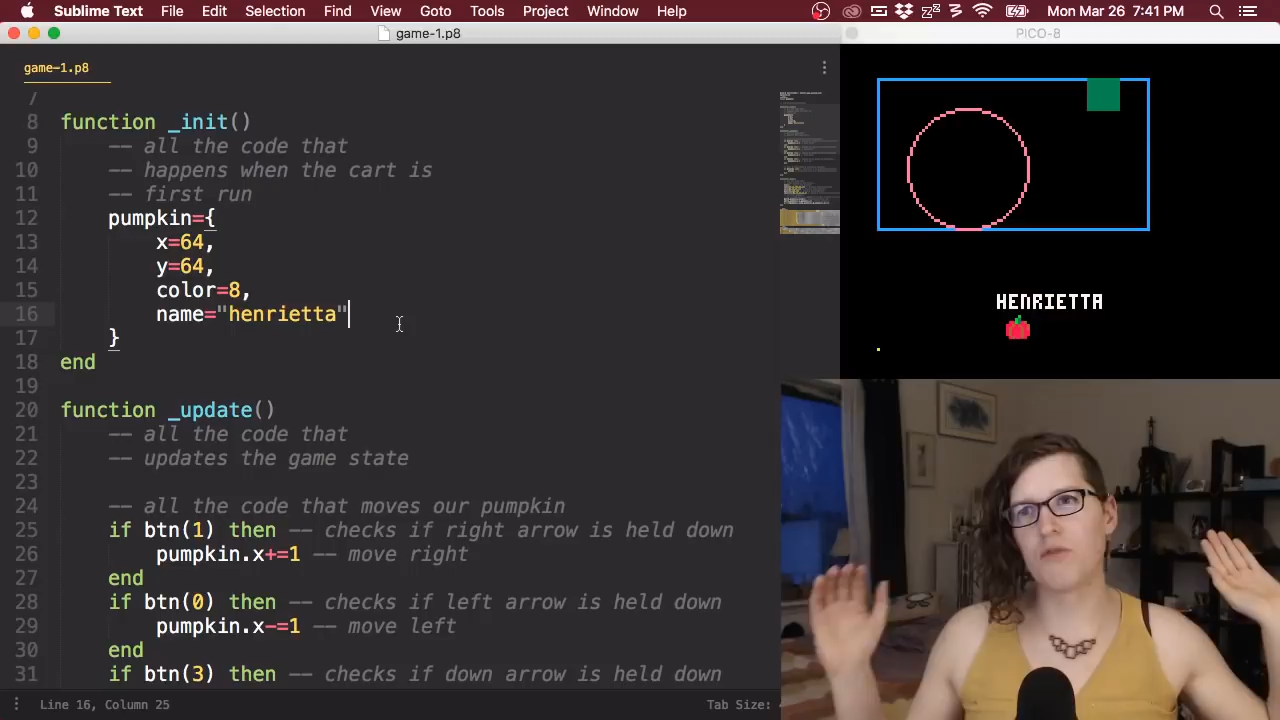 Sublime Text File Edit Selection Find View Goto Tools Project Window Help Mon Mar 26 7:41 PM
game-1.p8
PICO-8
game-1.p8
8 function _init()
9 -- all the code that
10 -- happens when the cart is
11 -- first run
12 pumpkin={
13 x=64,
14 y=64,
15 color=8,
16 name="henrietta"
17 }
18 end
19
20 function _update()
21 -- all the code that
22 -- updates the game state
23
24 -- all the code that moves our pumpkin
25 if btn(1) then -- checks if right arrow is held down
26 pumpkin.x+=1 -- move right
27 end
28 if btn(0) then -- checks if left arrow is held down
29 pumpkin.x-=1 -- move left
30 end
31 if btn(3) then -- checks if down arrow is held down
HENRIETTA
Line 16, Column 25
Tab Size: